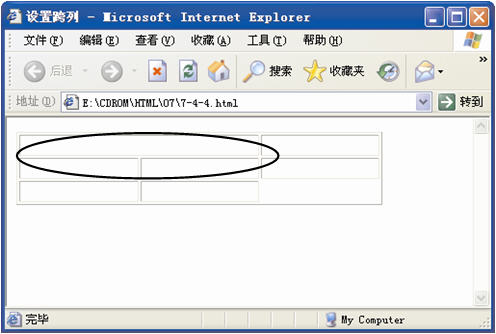 设置跨列 - Microsoft Internet Explorer
文件(F) 编辑(E) 查看(V) 收藏(A) 工具(T) 帮助(H) »
后退 搜索 收藏夹 »
地址(D) E:\CDROM\HTML\07\7-4-4.html 转到
完毕 My Computer